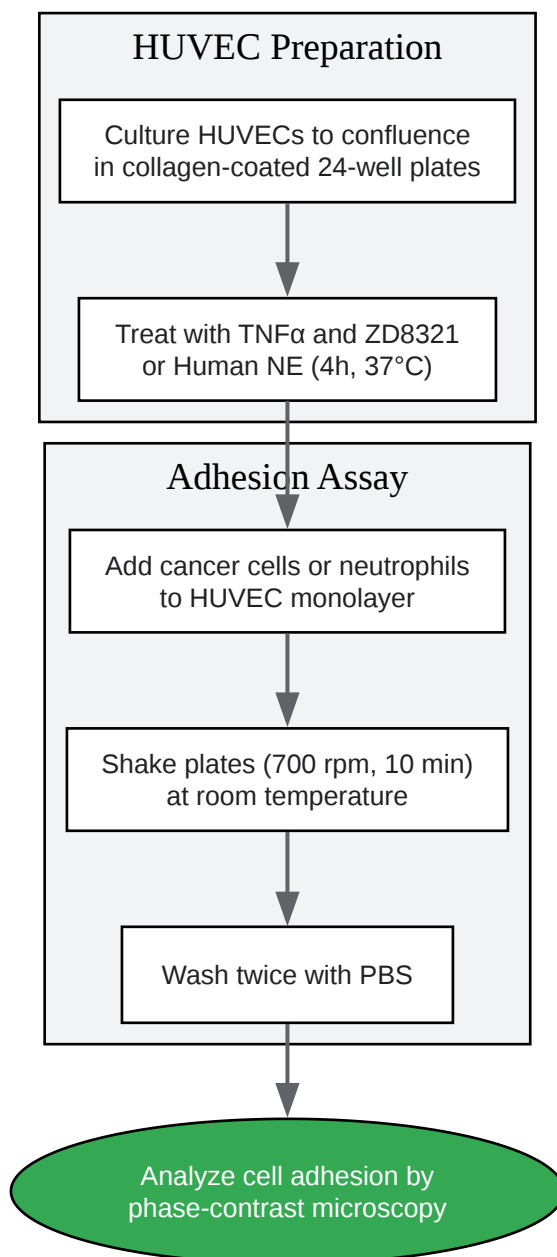 HUVEC Preparation
Culture HUVECs to confluence
in collagen-coated 24-well plates
Treat with TNFα and ZD8321
or Human NE (4h, 37°C)
Adhesion Assay
Add cancer cells or neutrophils
to HUVEC monolayer
Shake plates (700 rpm, 10 min)
at room temperature
Wash twice with PBS
Analyze cell adhesion by
phase-contrast microscopy